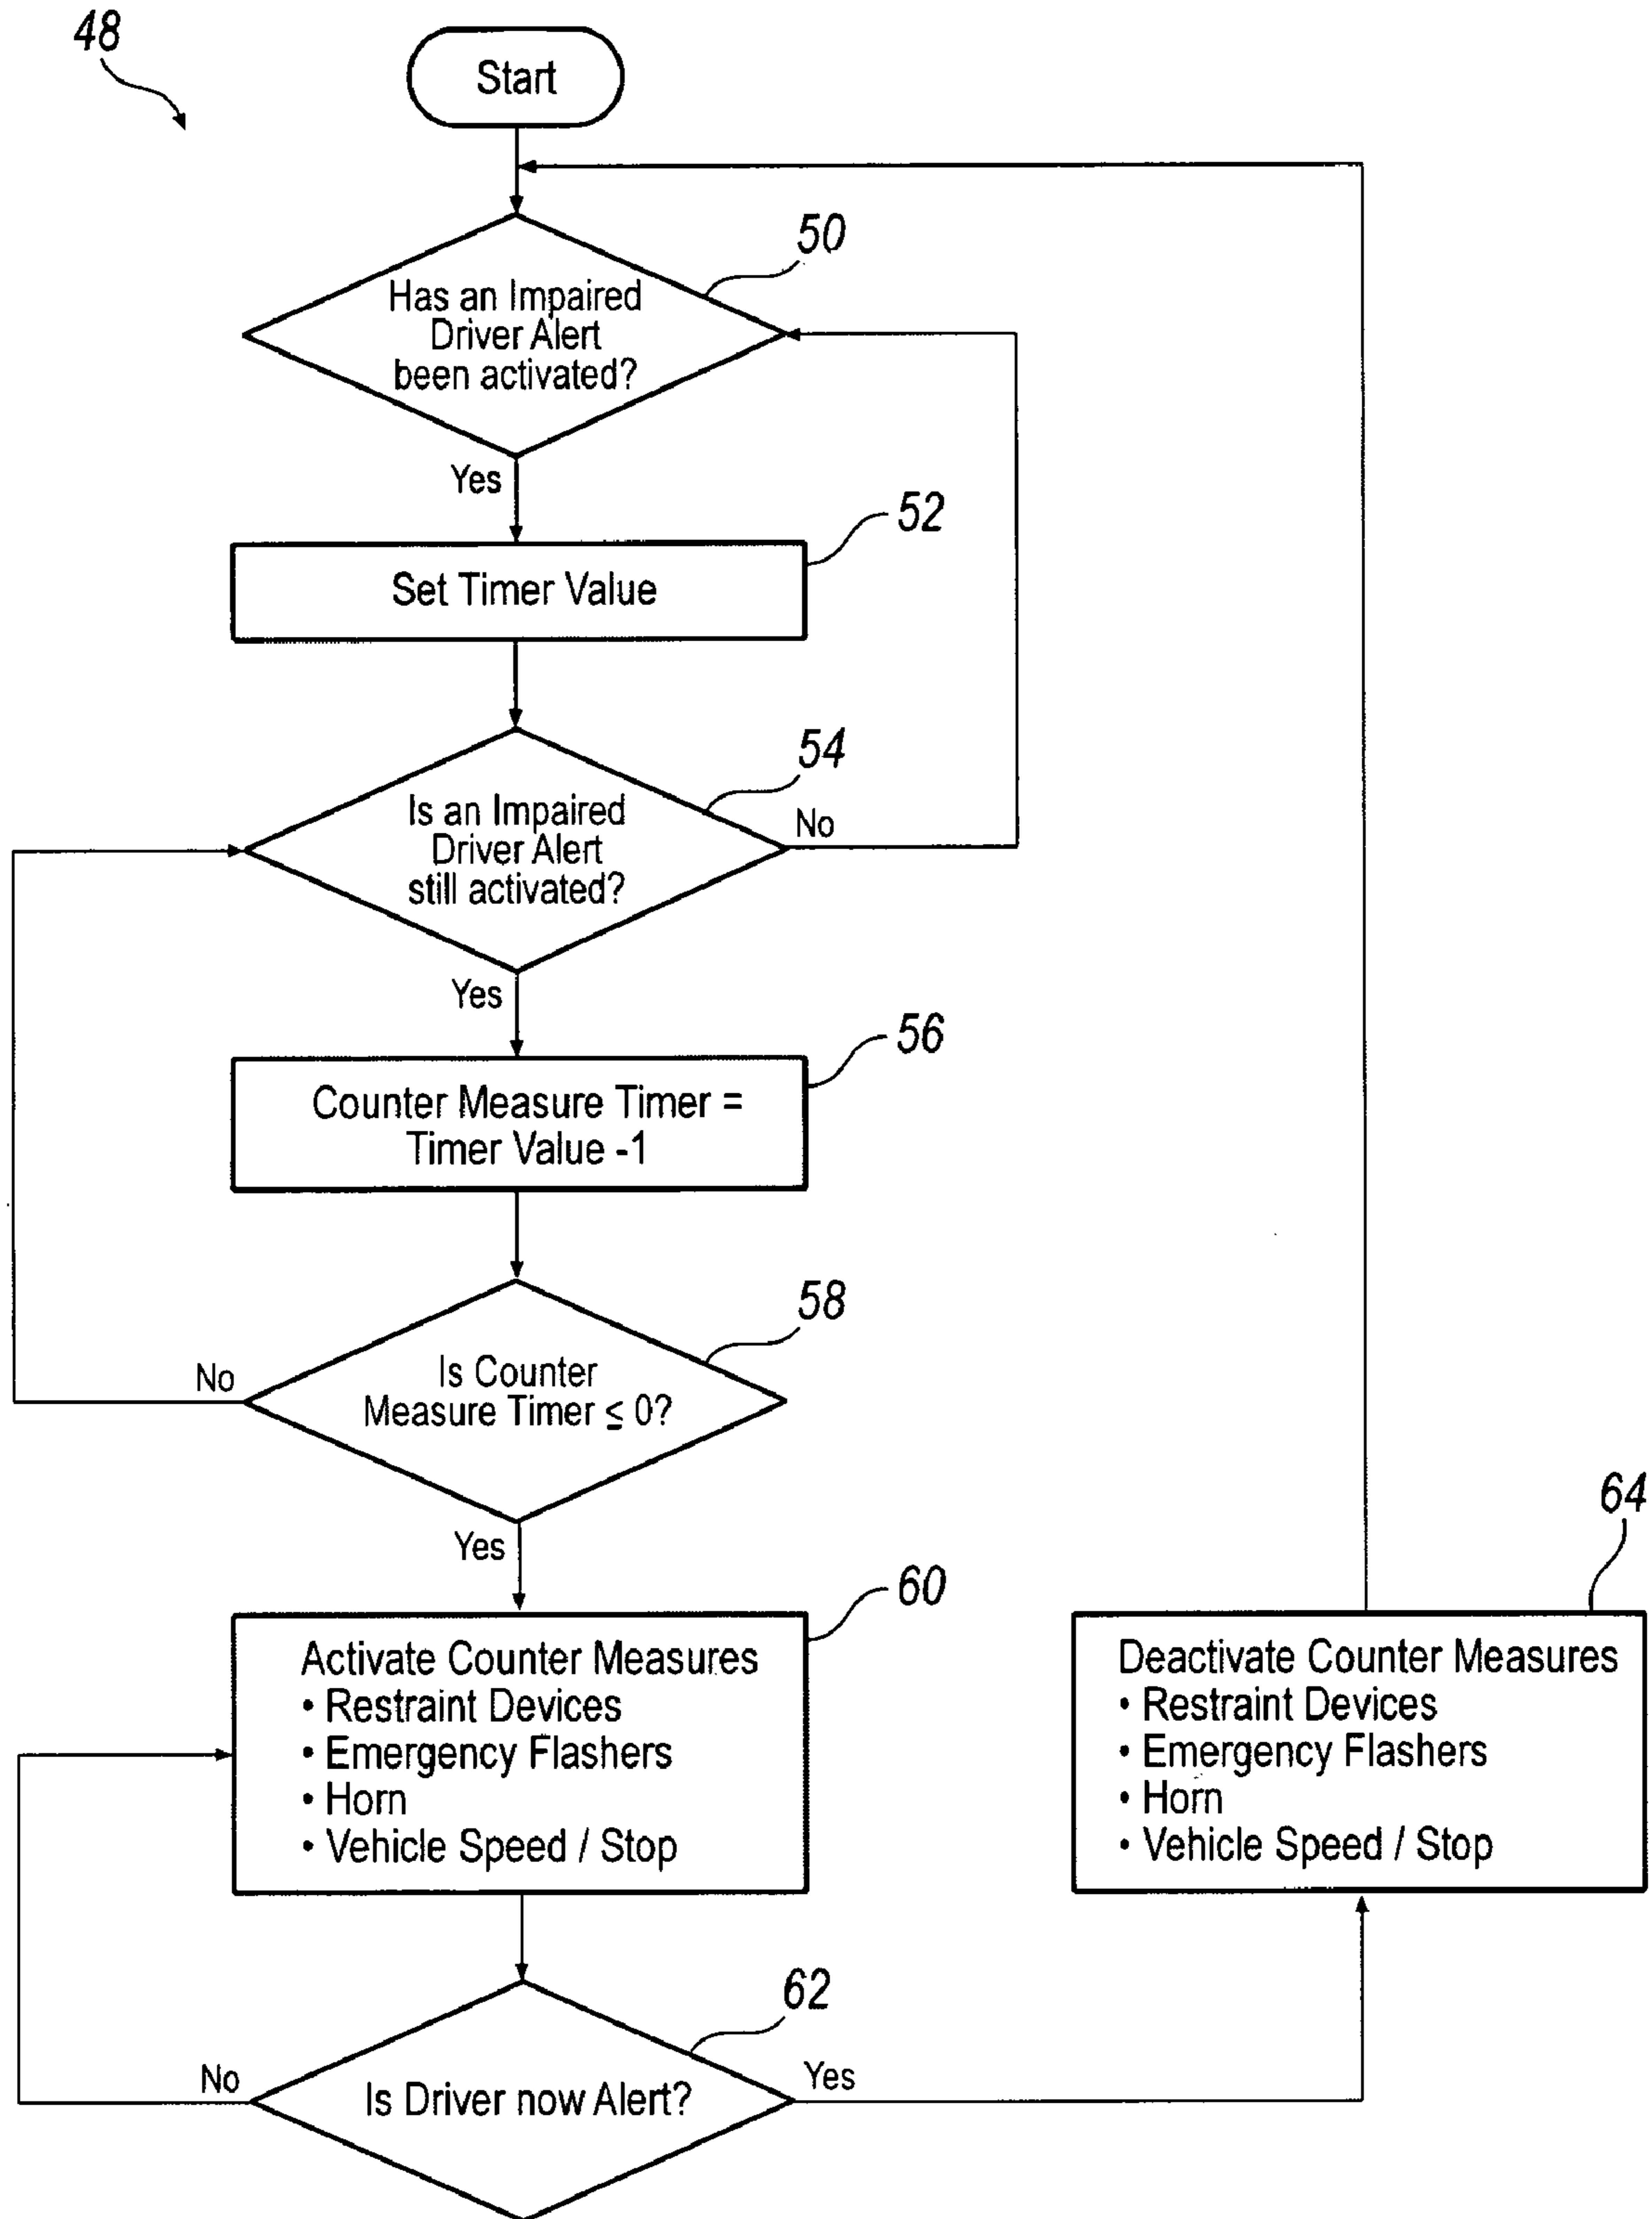 48
Start
50
Has an Impaired
Driver Alert
been activated?
Yes
52
Set Timer Value
54
Is an Impaired
Driver Alert
still activated?
No
Yes
56
Counter Measure Timer =
Timer Value -1
58
Is Counter
Measure Timer ≤ 0?
No
Yes
60
Activate Counter Measures
• Restraint Devices
• Emergency Flashers
• Horn
• Vehicle Speed / Stop
64
Deactivate Counter Measures
• Restraint Devices
• Emergency Flashers
• Horn
• Vehicle Speed / Stop
62
Is Driver now Alert?
No
Yes